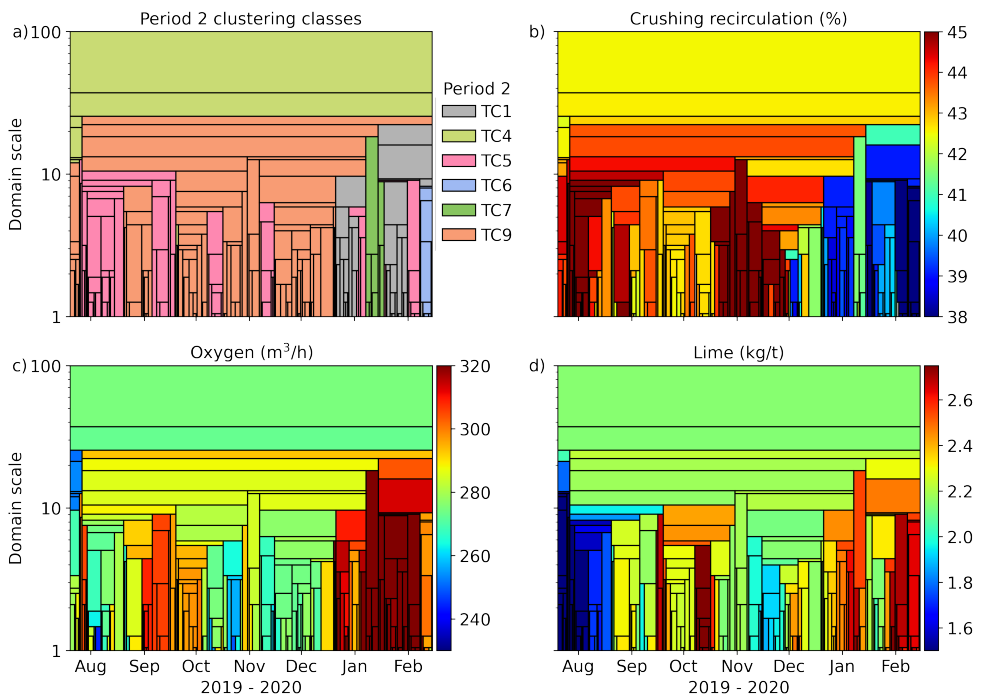 a) Period 2 clustering classes
100
10
1
Domain scale
Period 2
TC1
TC4
TC5
TC6
TC7
TC9
b) Crushing recirculation (%)
45
44
43
42
41
40
39
38
c) Oxygen (m³/h)
100
10
1
Domain scale
Aug Sep Oct Nov Dec Jan Feb
2019 - 2020
320
300
280
260
240
d) Lime (kg/t)
Aug Sep Oct Nov Dec Jan Feb
2019 - 2020
2.6
2.4
2.2
2.0
1.8
1.6